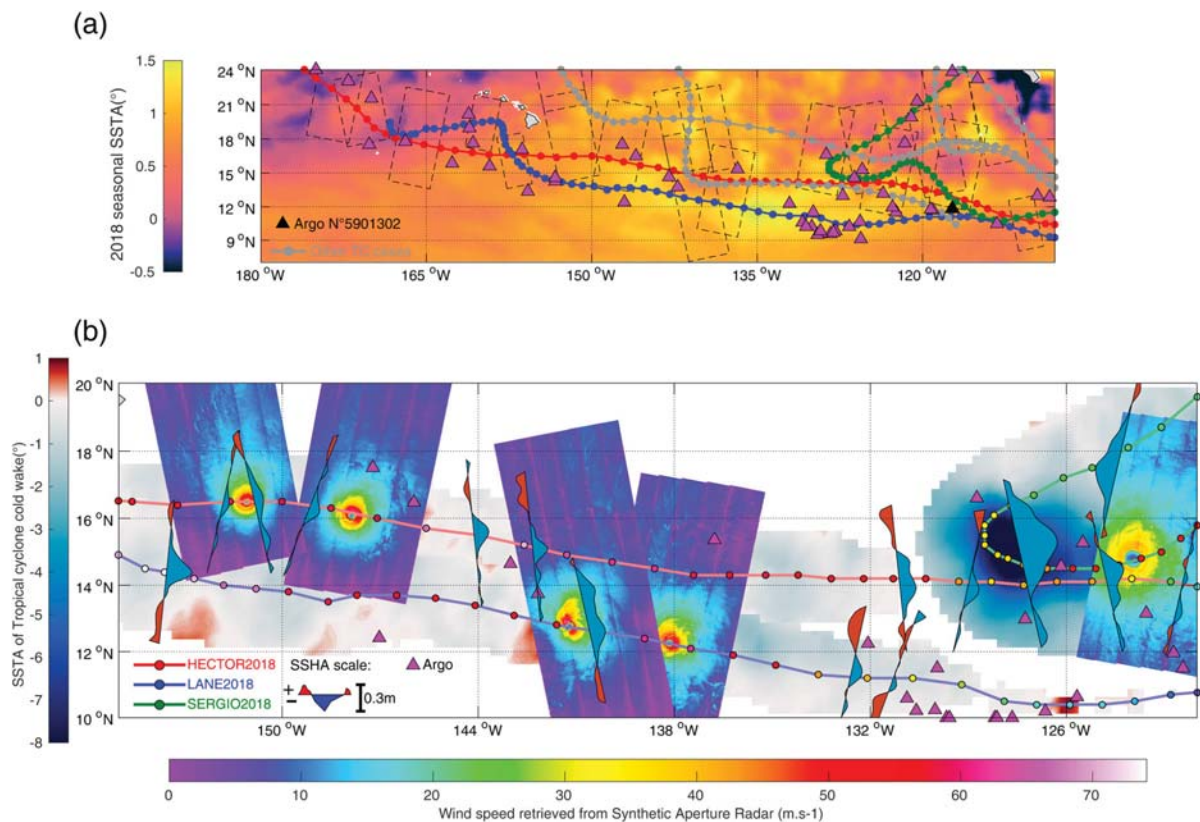 (a)
2018 seasonal SSTA(°)
1.5
1
0.5
0
-0.5
24 °N
21 °N
18 °N
15 °N
12 °N
9 °N
Argo N°5901302
180 °W
165 °W
150 °W
135 °W
120 °W
(b)
SSTA of Tropical cyclone cold wake(°)
1
0
-1
-2
-3
-4
-5
-6
-7
-8
20 °N
18 °N
16 °N
14 °N
12 °N
10 °N
HECTOR2018
LANE2018
SERGIO2018
SSHA scale:
+
-
0.3m
Argo
150 °W
144 °W
138 °W
132 °W
126 °W
0
10
20
30
40
50
60
70
Wind speed retrieved from Synthetic Aperture Radar (m.s-1)